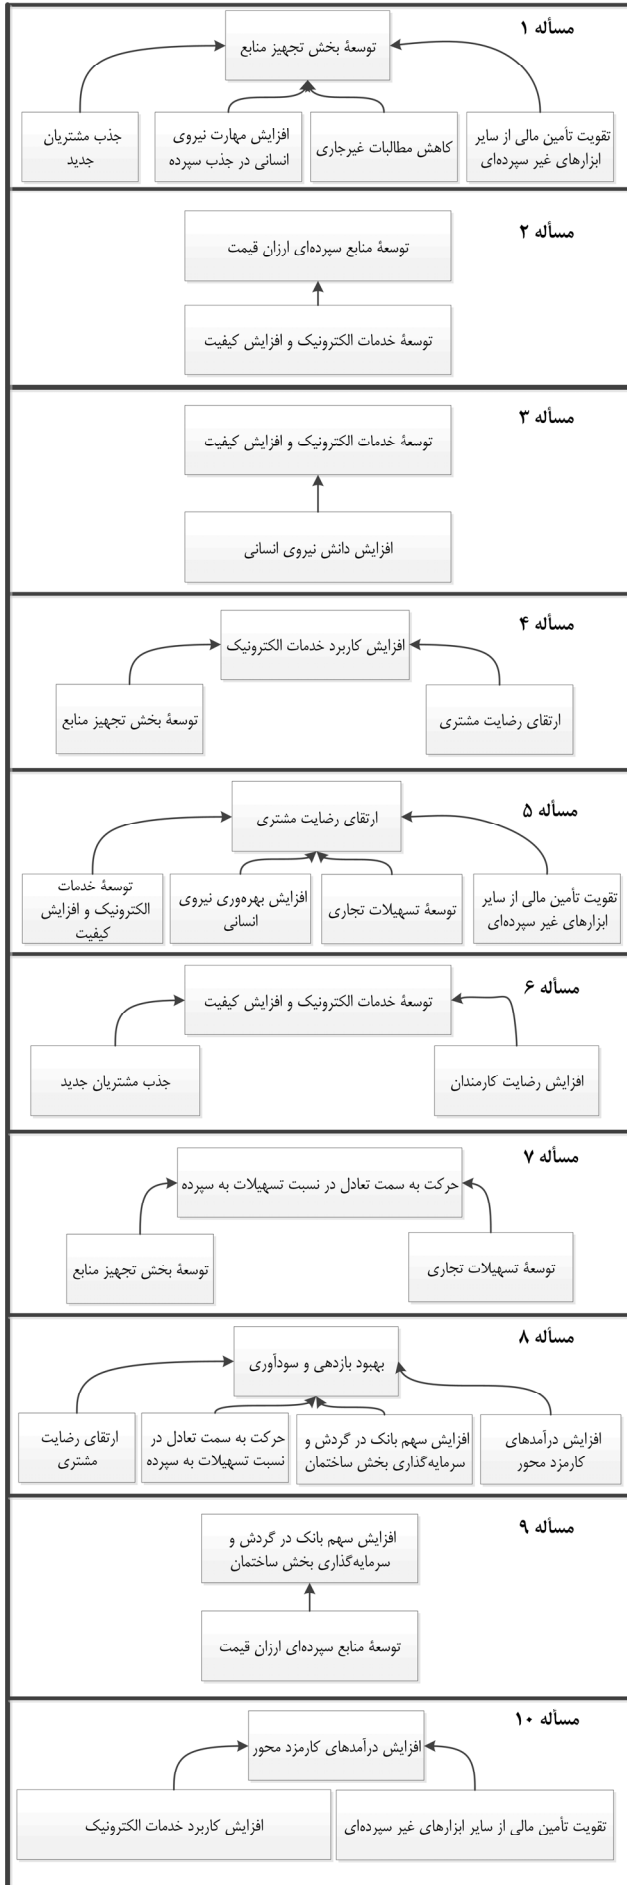 مسأله ۱
توسعهٔ بخش تجهیز منابع
تقویت تأمین مالی از سایر
ابزارهای غیر سپرده‌ای
کاهش مطالبات غیرجاری
افزایش مهارت نیروی
انسانی در جذب سپرده
جذب مشتریان
جدید
مسأله ۲
توسعهٔ منابع سپرده‌ای ارزان قیمت
توسعهٔ خدمات الکترونیک و افزایش کیفیت
مسأله ۳
توسعهٔ خدمات الکترونیک و افزایش کیفیت
افزایش دانش نیروی انسانی
مسأله ۴
افزایش کاربرد خدمات الکترونیک
ارتقای رضایت مشتری
توسعهٔ بخش تجهیز منابع
مسأله ۵
ارتقای رضایت مشتری
تقویت تأمین مالی از سایر
ابزارهای غیر سپرده‌ای
توسعهٔ تسهیلات تجاری
افزایش بهره‌وری نیروی
انسانی
توسعهٔ خدمات
الکترونیک و افزایش
کیفیت
مسأله ۶
توسعهٔ خدمات الکترونیک و افزایش کیفیت
افزایش رضایت کارمندان
جذب مشتریان جدید
مسأله ۷
حرکت به سمت تعادل در نسبت تسهیلات به سپرده
توسعهٔ تسهیلات تجاری
توسعهٔ بخش تجهیز منابع
مسأله ۸
بهبود بازدهی و سودآوری
افزایش درآمدهای
کارمزد محور
افزایش سهم بانک در گردش و
سرمایه‌گذاری بخش ساختمان
حرکت به سمت تعادل در
نسبت تسهیلات به سپرده
ارتقای رضایت
مشتری
مسأله ۹
افزایش سهم بانک در گردش و
سرمایه‌گذاری بخش ساختمان
توسعهٔ منابع سپرده‌ای ارزان قیمت
مسأله ۱۰
افزایش درآمدهای کارمزد محور
تقویت تأمین مالی از سایر ابزارهای غیر سپرده‌ای
افزایش کاربرد خدمات الکترونیک